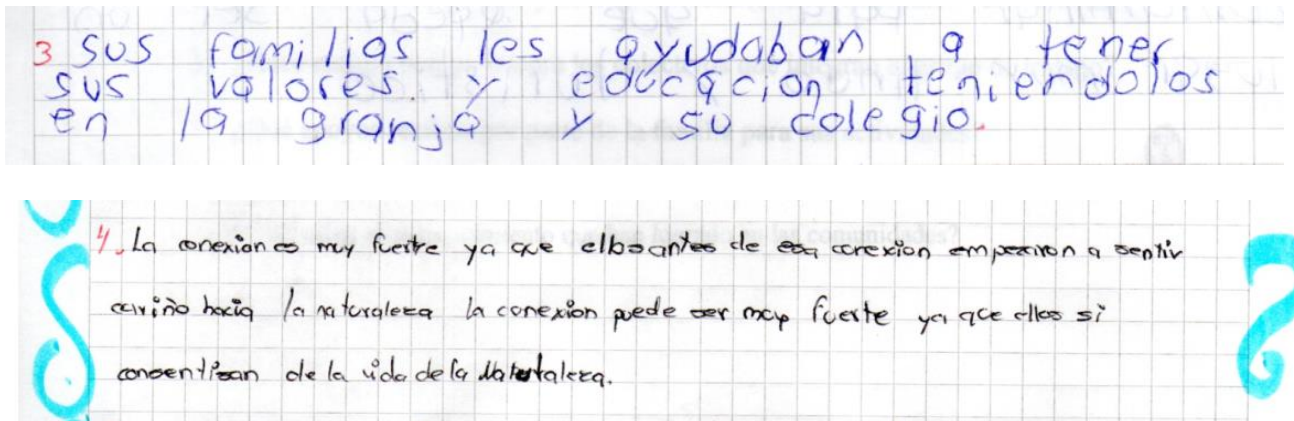 3 sus familias les ayudaban a tener
sus valores. y educacion teniendolos
en la granja y su colegio.
4. La conexion es muy fuerte ya que ellos antes de esa conexion empezaron a sentir
cariño hacia la naturaleza la conexion puede ser muy fuerte ya que ellos si
consentisan de la vida de la Naturaleza.